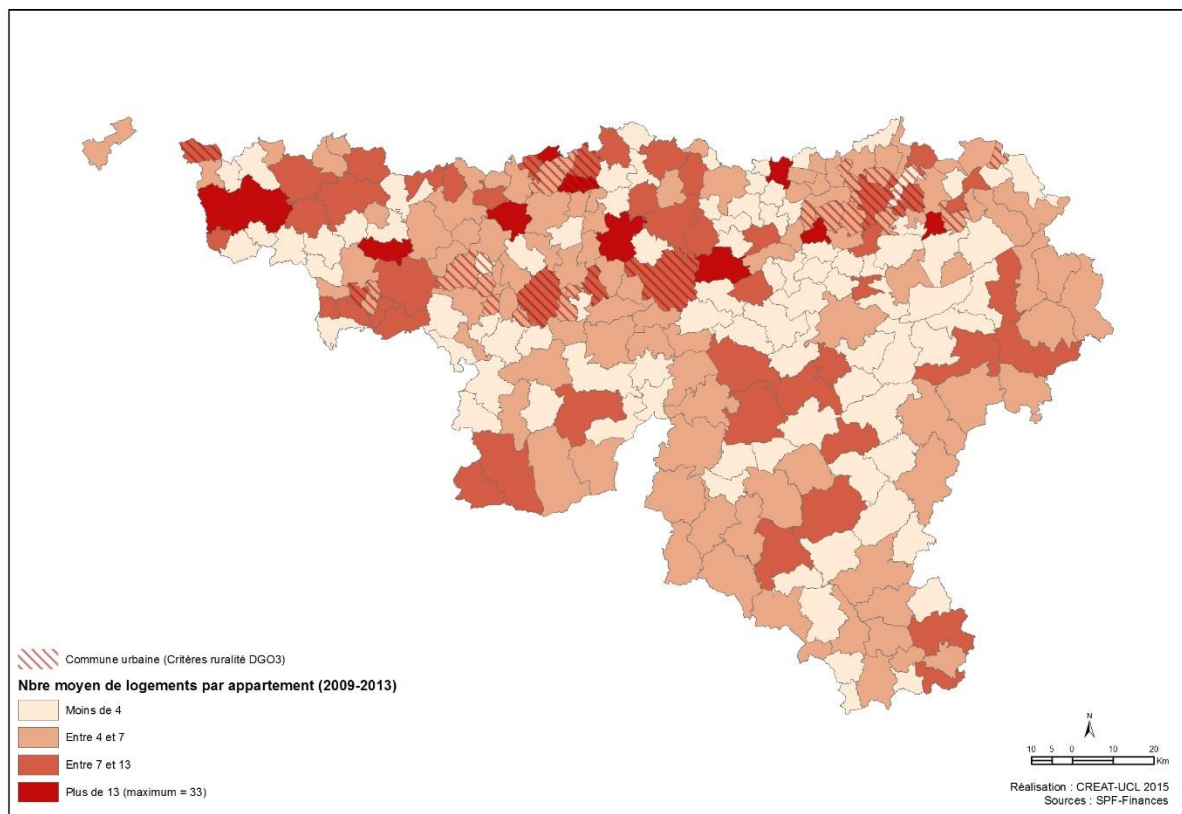 Commune urbaine (Critères ruralité DGO3)
Nbre moyen de logements par appartement (2009-2013)
Moins de 4
Entre 4 et 7
Entre 7 et 13
Plus de 13 (maximum = 33)
N
10 5 0 10 20
Km
Réalisation : CREAT-UCL 2015
Sources : SPF-Finances